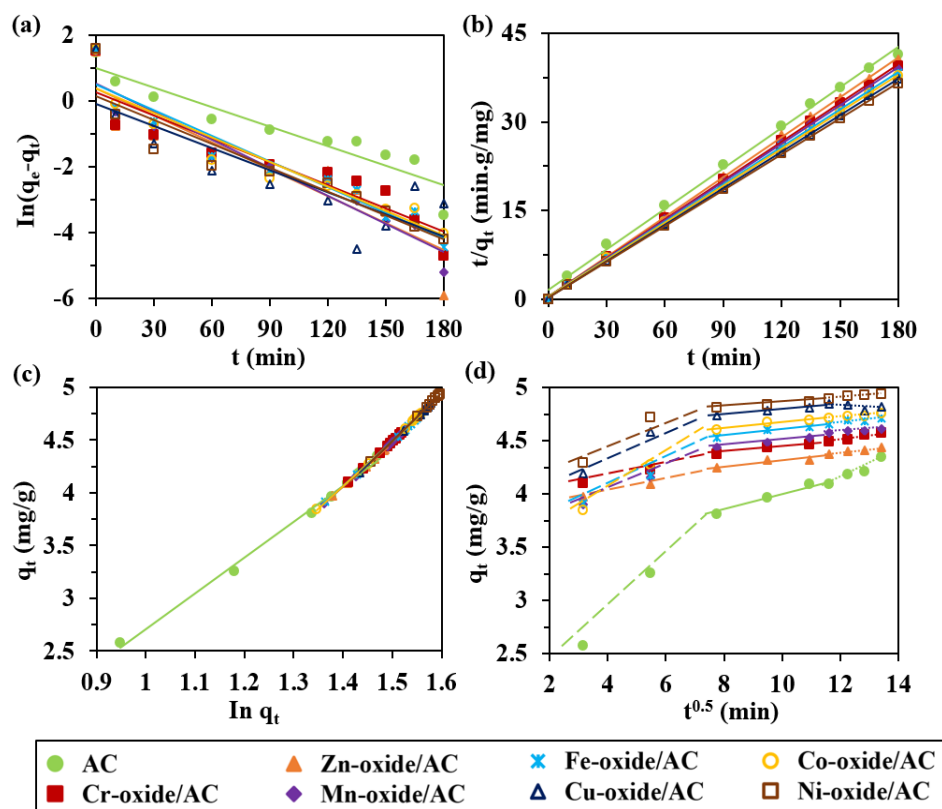 (a)
2
0
-2
-4
-6
In(qe-qt)
0 30 60 90 120 150 180
t (min)
(b)
45
30
15
0
t/qt (min.g/mg)
0 30 60 90 120 150 180
t (min)
(c)
5
4.5
4
3.5
3
2.5
qt (mg/g)
0.9 1 1.1 1.2 1.3 1.4 1.5 1.6
In qt
(d)
5
4.5
4
3.5
3
2.5
qt (mg/g)
2 4 6 8 10 12 14
t0.5 (min)
AC Zn-oxide/AC Fe-oxide/AC Co-oxide/AC
Cr-oxide/AC Mn-oxide/AC Cu-oxide/AC Ni-oxide/AC